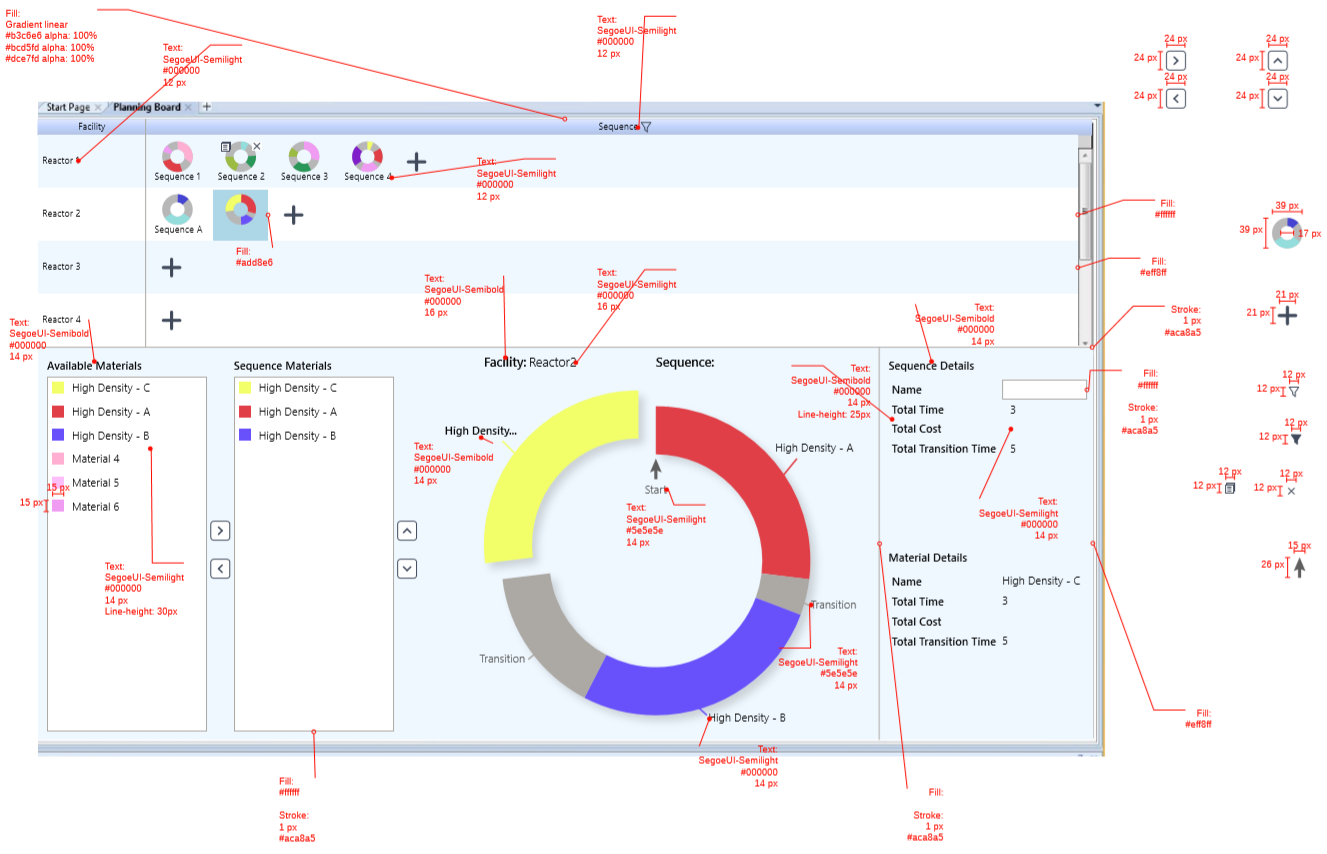 Fill:
Gradient linear
#b3c6e6 alpha: 100%
#bcd5fd alpha: 100%
#dce7fd alpha: 100%
Text:
SegoeUI-Semilight
#000000
12 px
Text:
SegoeUI-Semilight
#000000
12 px
24 px
24 px
24 px
24 px
24 px
24 px
24 px
24 px
Start Page
Planning Board
Facility
Sequence
Reactor 1
Sequence 1
Sequence 2
Sequence 3
Sequence 4
Text:
SegoeUI-Semilight
#000000
12 px
Reactor 2
Sequence A
Fill:
#add8e6
Fill:
#ffffff
39 px
39 px
17 px
Reactor 3
Fill:
#eff8ff
Text:
SegoeUI-Semibold
#000000
16 px
Text:
SegoeUI-Semilight
#000000
16 px
Text:
SegoeUI-Semibold
#000000
14 px
Stroke:
1 px
#aca8a5
21 px
21 px
Reactor 4
Text:
SegoeUI-Semibold
#000000
14 px
Available Materials
High Density - C
High Density - A
High Density - B
Material 4
Material 5
Material 6
15 px
15 px
Text:
SegoeUI-Semilight
#000000
14 px
Line-height: 30px
Sequence Materials
High Density - C
High Density - A
High Density - B
Facility: Reactor2
Sequence:
High Density...
Text:
SegoeUI-Semibold
#000000
14 px
High Density - A
Start
Text:
SegoeUI-Semilight
#5e5e5e
14 px
Transition
Transition
Text:
SegoeUI-Semilight
#5e5e5e
14 px
High Density - B
Text:
SegoeUI-Semilight
#000000
14 px
Text:
SegoeUI-Semibold
#000000
14 px
Line-height: 25px
Sequence Details
Name
Total Time 3
Total Cost
Total Transition Time 5
Text:
SegoeUI-Semilight
#000000
14 px
Material Details
Name High Density - C
Total Time 3
Total Cost
Total Transition Time 5
Fill:
#ffffff
Stroke:
1 px
#aca8a5
12 px
12 px
12 px
12 px
12 px
12 px
12 px
12 px
15 px
26 px
Fill:
#eff8ff
Fill:
#ffffff
Stroke:
1 px
#aca8a5
Fill:
Stroke:
1 px
#aca8a5